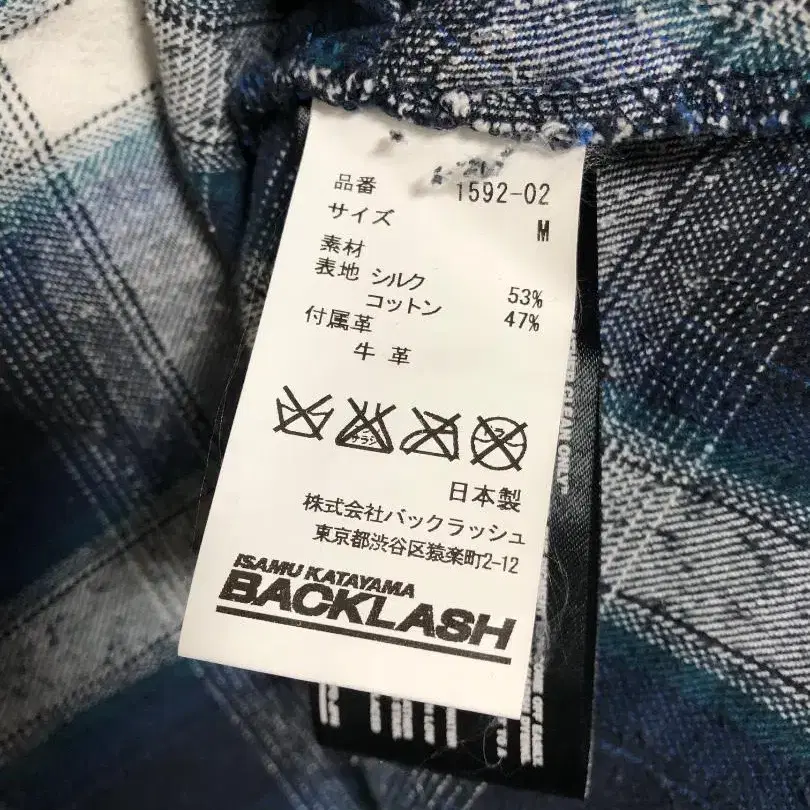 品番 1592-02
サイズ M
素材
表地 シルク 53%
コットン 47%
付属革
牛革
日本製
株式会社バックラッシュ
東京都渋谷区猿楽町2-12
ISAMU KATAYAMA
BACKLASH
CLEAN ONLY